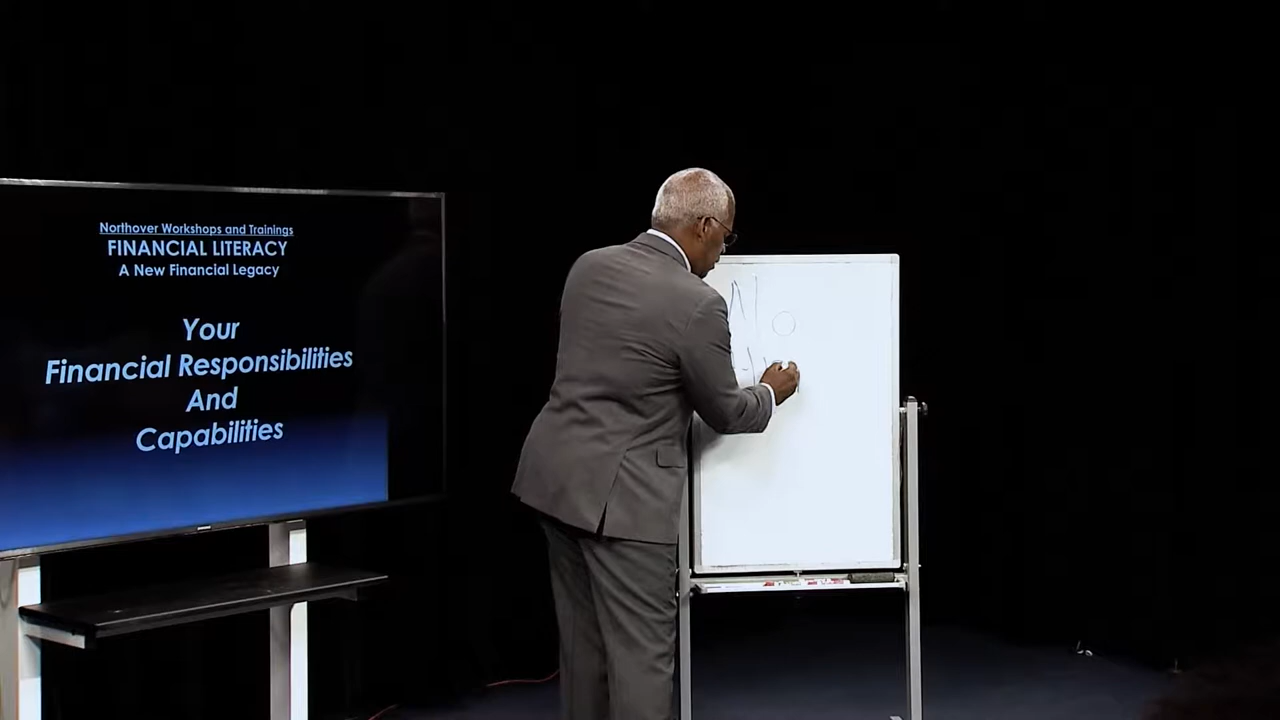 Northover Workshops and Trainings
FINANCIAL LITERACY
A New Financial Legacy
Your
Financial Responsibilities
And
Capabilities